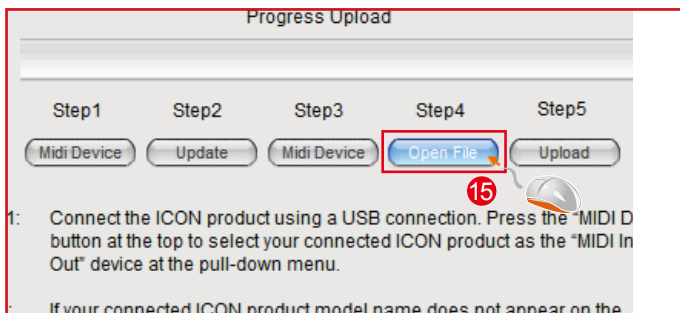 Progress Upload
Step1 Step2 Step3 Step4 Step5
Midi Device Update Midi Device Open File Upload
15
1: Connect the ICON product using a USB connection. Press the "MIDI D
button at the top to select your connected ICON product as the "MIDI In
Out" device at the pull-down menu.
: If your connected ICON product model name does not appear on the